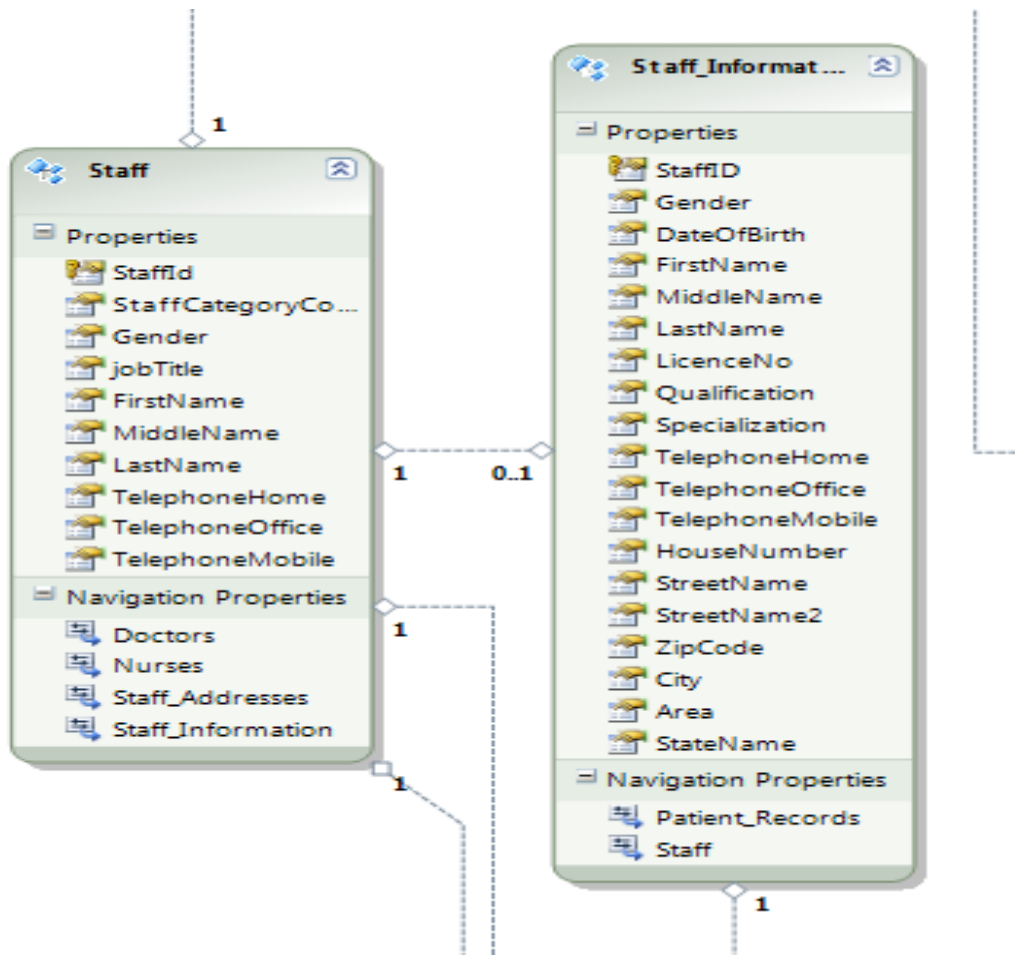 1
Staff
Properties
StaffId
StaffCategoryCo...
Gender
jobTitle
FirstName
MiddleName
LastName
TelephoneHome
TelephoneOffice
TelephoneMobile
Navigation Properties
Doctors
Nurses
Staff_Addresses
Staff_Information
1
0..1
1
1
Staff_Informat...
Properties
StaffID
Gender
DateOfBirth
FirstName
MiddleName
LastName
LicenceNo
Qualification
Specialization
TelephoneHome
TelephoneOffice
TelephoneMobile
HouseNumber
StreetName
StreetName2
ZipCode
City
Area
StateName
Navigation Properties
Patient_Records
Staff
1